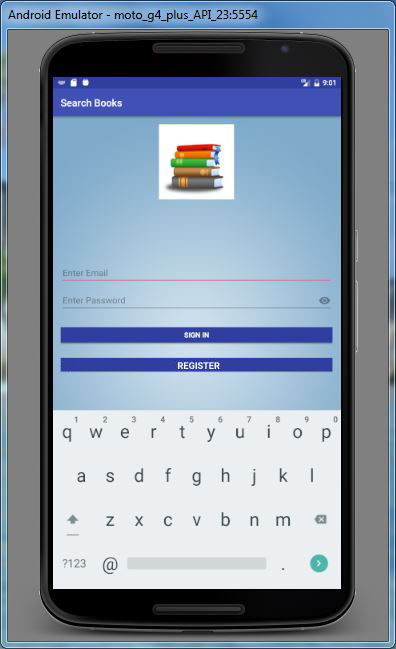 Android Emulator - moto_g4_plus_API_23:5554
9:01
Search Books
Enter Email
Enter Password
SIGN IN
REGISTER
1 2 3 4 5 6 7 8 9 0
q w e r t y u i o p
a s d f g h j k l
z x c v b n m
?123 @ .